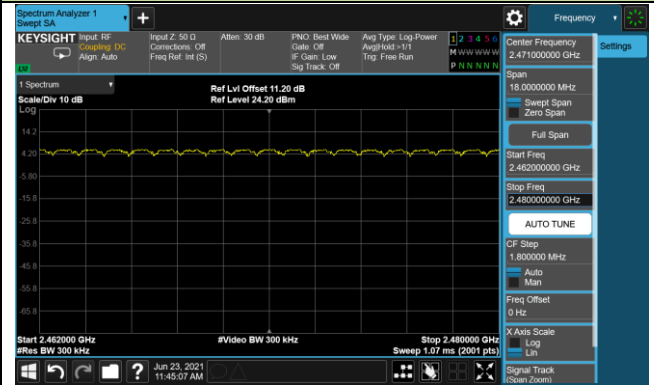 Spectrum Analyzer 1
Swept SA
Frequency
KEYSIGHT
Input: RF
Coupling: DC
Align: Auto
Input Z: 50 Ω
Corrections: Off
Freq Ref: Int (S)
Atten: 30 dB
PNO: Best Wide
Gate: Off
IF Gain: Low
Sig Track: Off
Avg Type: Log-Power
Avg|Hold:>1/1
Trig: Free Run
1 2 3 4 5 6
M W W W W W
P N N N N N
1 Spectrum
Scale/Div 10 dB
Ref Lvl Offset 11.20 dB
Ref Level 24.20 dBm
Log
14.2
4.20
-5.80
-15.8
-25.8
-35.8
-45.8
-55.8
-65.8
Start 2.462000 GHz
#Res BW 300 kHz
#Video BW 300 kHz
Stop 2.480000 GHz
Sweep 1.07 ms (2001 pts)
Jun 23, 2021
11:45:07 AM
Center Frequency
2.471000000 GHz
Settings
Span
18.0000000 MHz
Swept Span
Zero Span
Full Span
Start Freq
2.462000000 GHz
Stop Freq
2.480000000 GHz
AUTO TUNE
CF Step
1.800000 MHz
Auto
Man
Freq Offset
0 Hz
X Axis Scale
Log
Lin
Signal Track
(Span Zoom)